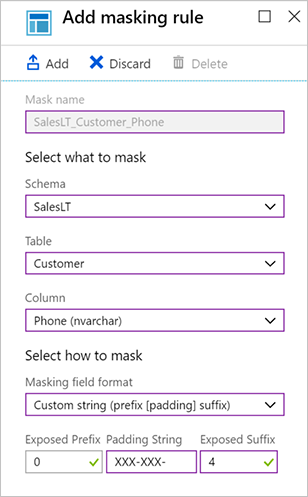 Add masking rule
Add Discard Delete
Mask name
SalesLT_Customer_Phone
Select what to mask
Schema
SalesLT
Table
Customer
Column
Phone (nvarchar)
Select how to mask
Masking field format
Custom string (prefix [padding] suffix)
Exposed Prefix Padding String Exposed Suffix
0 XXX-XXX- 4